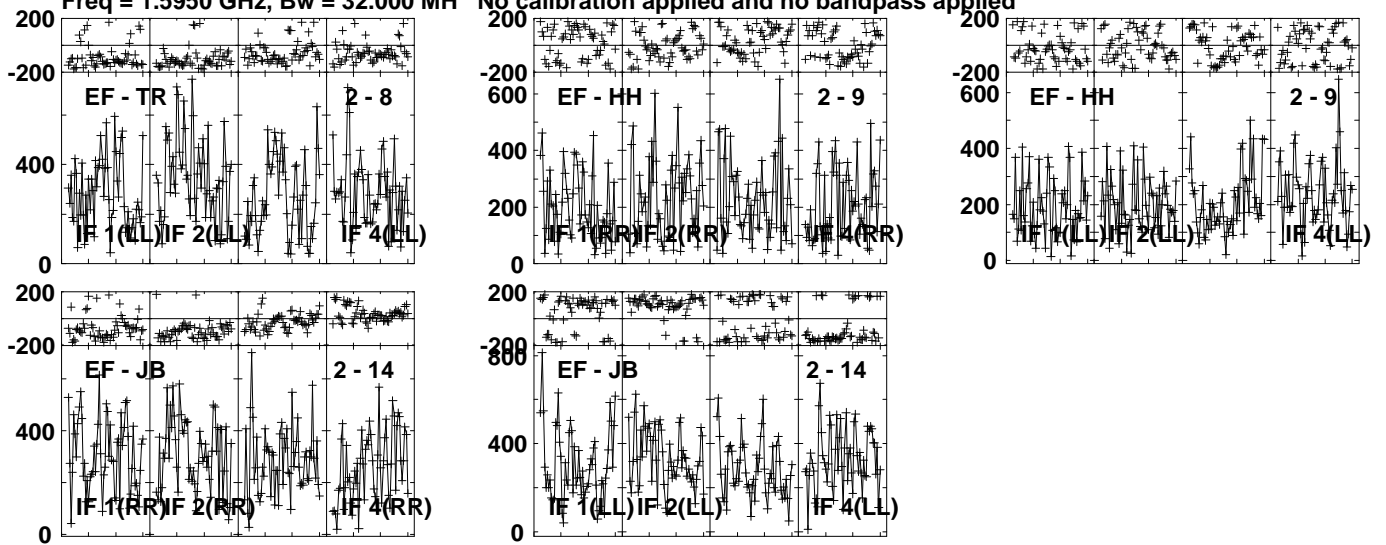 Freq = 1.5950 GHz, Bw = 32.000 MH No calibration applied and no bandpass applied
200
-200
EF - TR 2 - 8
400
IF 1(LL) IF 2(LL) IF 4(LL)
0
200
-200
600
EF - HH 2 - 9
400
200
IF 1(RR) IF 2(RR) IF 4(RR)
0
200
-200
600
EF - HH 2 - 9
400
200
IF 1(LL) IF 2(LL) IF 4(LL)
0
200
-200
EF - JB 2 - 14
400
IF 1(RR) IF 2(RR) IF 4(RR)
0
200
-200
800
EF - JB 2 - 14
400
200
IF 1(LL) IF 2(LL) IF 4(LL)
0